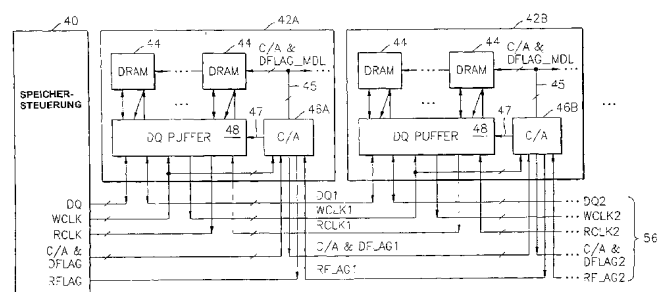 40
42A
42B
44
44
C/A &
DFLAG_MDL
44
44
C/A &
DFLAG_MDL
DRAM
DRAM
DRAM
DRAM
SPEICHER-
STEUERUNG
45
46A
45
46B
47
47
DQ PUFFER
48
C/A
DQ PUFFER
48
C/A
DQ
DQ1
DQ2
WCLK
WCLK1
WCLK2
RCLK
RCLK1
56
C/A &
DFLAG
C/A & DFLAG1
C/A &
DFLAG2
RFLAG
RFLAG1
RFLAG2